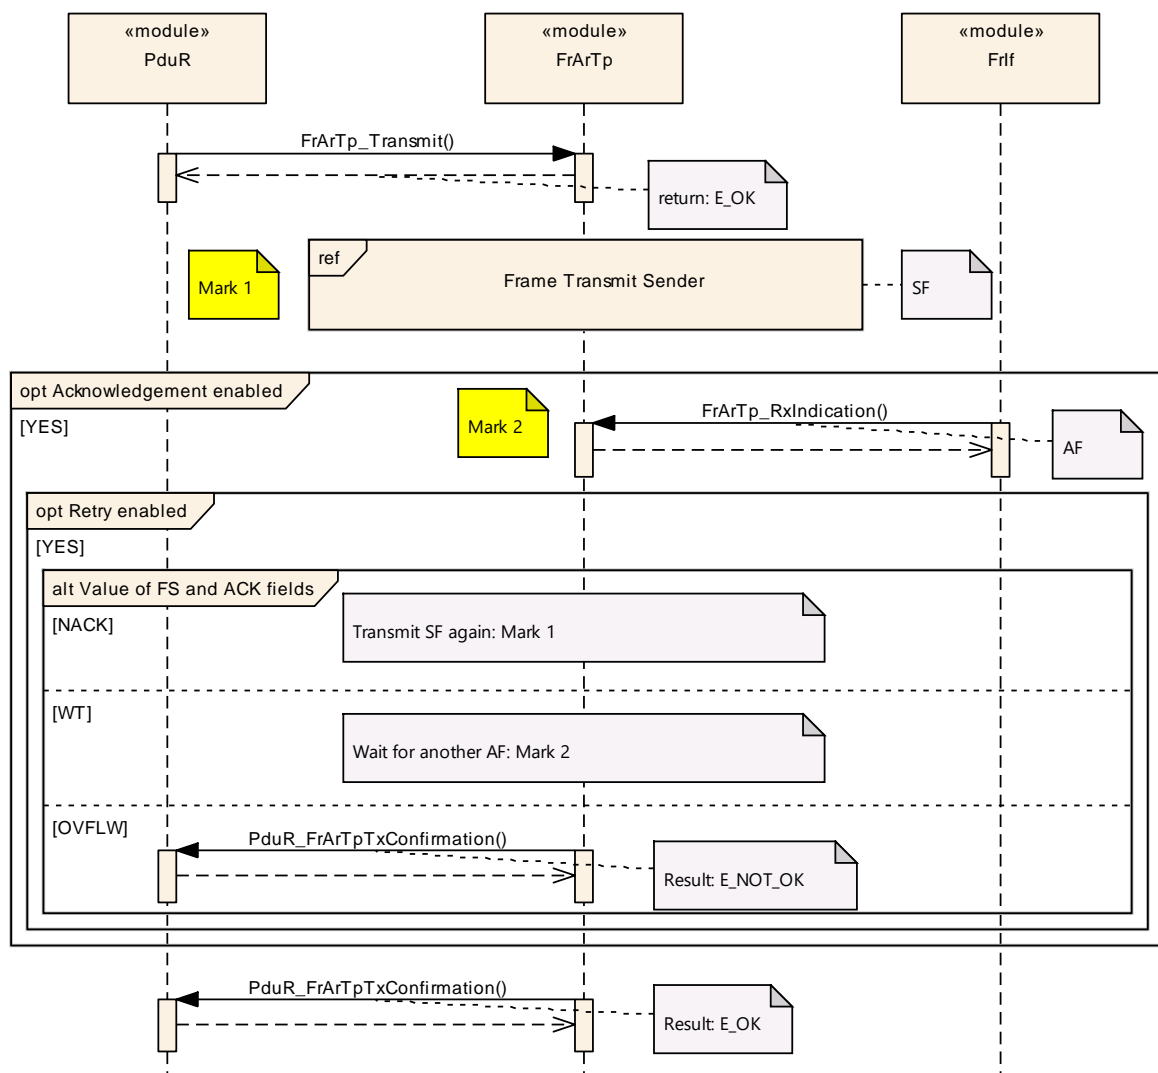 «module»
PduR
«module»
FrArTp
«module»
FrIf
FrArTp_Transmit()
return: E_OK
Mark 1
ref
Frame Transmit Sender
SF
opt Acknowledgement enabled
[YES]
Mark 2
FrArTp_RxIndication()
AF
opt Retry enabled
[YES]
alt Value of FS and ACK fields
[NACK]
Transmit SF again: Mark 1
[WT]
Wait for another AF: Mark 2
[OVFLW]
PduR_FrArTpTxConfirmation()
Result: E_NOT_OK
PduR_FrArTpTxConfirmation()
Result: E_OK